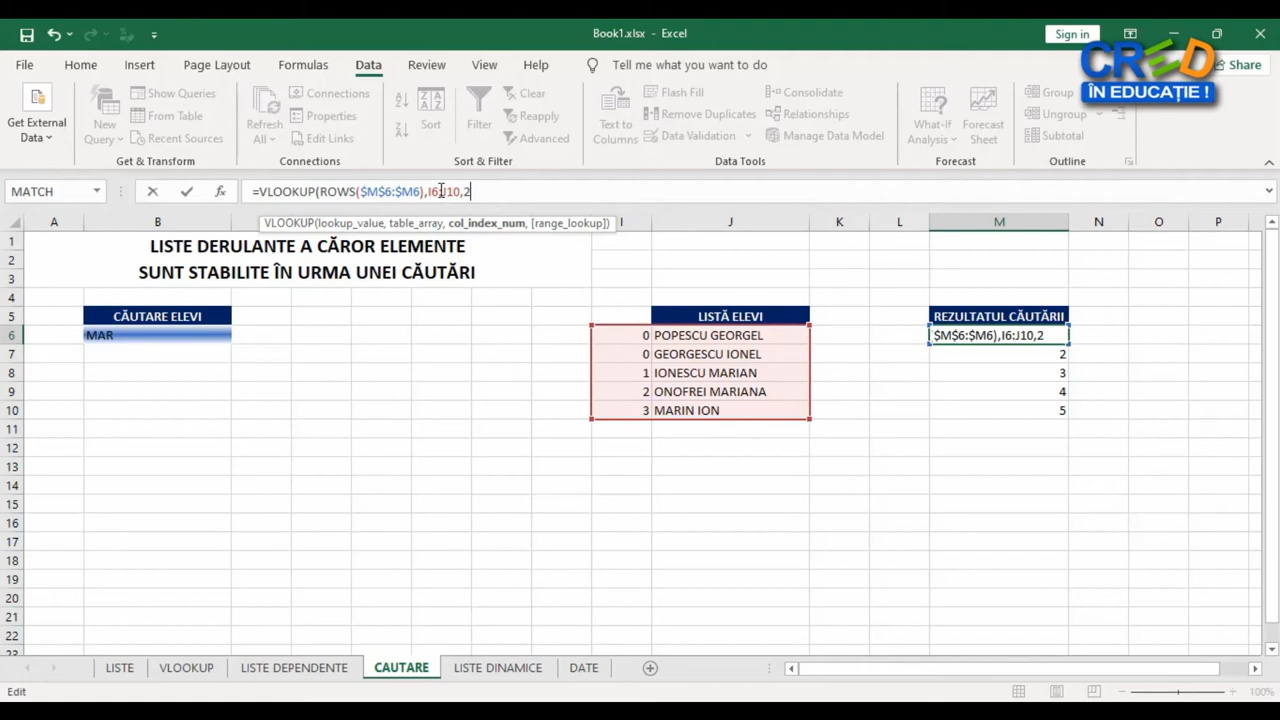 Book1.xlsx - Excel
Sign in
File Home Insert Page Layout Formulas Data Review View Help Tell me what you want to do Share
CRED
ÎN EDUCAȚIE !
Get External Data
New Query
Show Queries
From Table
Recent Sources
Get & Transform
Refresh All
Connections
Properties
Edit Links
Connections
Sort
Filter
Clear
Reapply
Advanced
Sort & Filter
Text to Columns
Flash Fill
Remove Duplicates
Data Validation
Consolidate
Relationships
Manage Data Model
Data Tools
What-If Analysis
Forecast Sheet
Forecast
Group
Ungroup
Subtotal
Outline
MATCH
fx
=VLOOKUP(ROWS($M$6:$M6),I6:J10,2
VLOOKUP(lookup_value, table_array, col_index_num, [range_lookup])
A B I J K L M N O P
1
2
3
4
5
6
7
8
9
10
11
12
13
14
15
16
17
18
19
20
21
22
23
LISTE DERULANTE A CĂROR ELEMENTE
SUNT STABILITE ÎN URMA UNEI CĂUTĂRI
CĂUTARE ELEVI LISTĂ ELEVI REZULTATUL CĂUTĂRII
MAR 0 POPESCU GEORGEL $M$6:$M6),I6:J10,2
0 GEORGESCU IONEL 2
1 IONESCU MARIAN 3
2 ONOFREI MARIANA 4
3 MARIN ION 5
LISTE VLOOKUP LISTE DEPENDENTE CAUTARE LISTE DINAMICE DATE
Edit
100%